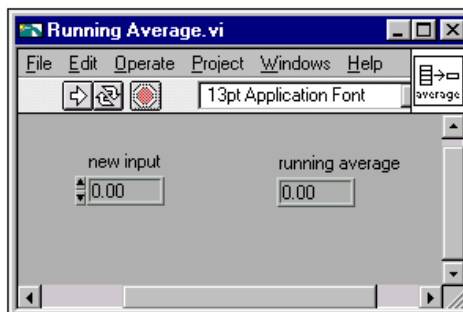 Running Average.vi
File Edit Operate Project Windows Help
13pt Application Font
average
new input
running average
0.00
0.00